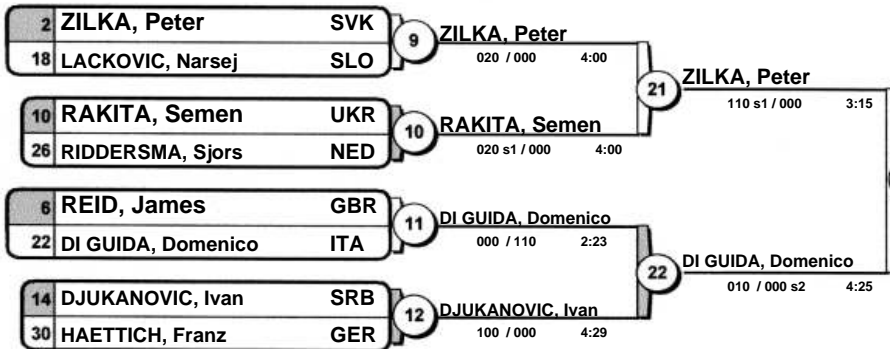 2 ZILKA, Peter SVK
18 LACKOVIC, Narsej SLO
9
ZILKA, Peter
020 / 000 4:00
10 RAKITA, Semen UKR
26 RIDDERSMA, Sjors NED
10
RAKITA, Semen
020 s1 / 000 4:00
21
ZILKA, Peter
110 s1 / 000 3:15
6 REID, James GBR
22 DI GUIDA, Domenico ITA
11
DI GUIDA, Domenico
000 / 110 2:23
14 DJUKANOVIC, Ivan SRB
30 HAETTICH, Franz GER
12
DJUKANOVIC, Ivan
100 / 000 4:29
22
DI GUIDA, Domenico
010 / 000 s2 4:25